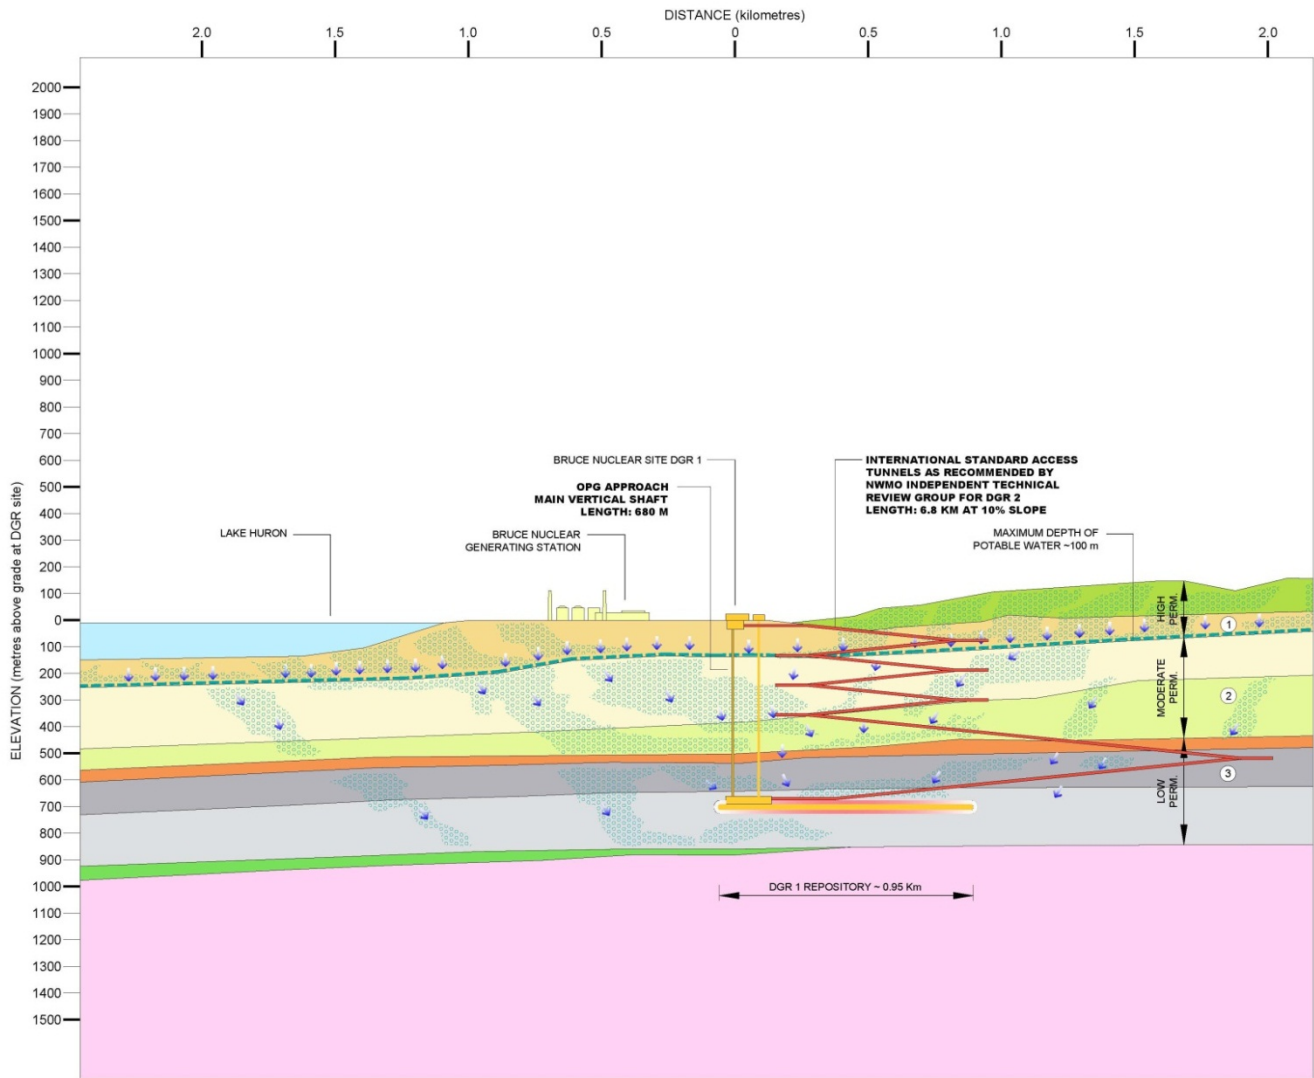 DISTANCE (kilometres)
2.0 1.5 1.0 0.5 0 0.5 1.0 1.5 2.0
ELEVATION (metres above grade at DGR site)
2000
1900
1800
1700
1600
1500
1400
1300
1200
1100
1000
900
800
700
600
500
400
300
200
100
0
100
200
300
400
500
600
700
800
900
1000
1100
1200
1300
1400
1500
LAKE HURON
BRUCE NUCLEAR
GENERATING STATION
OPG APPROACH
MAIN VERTICAL SHAFT
LENGTH: 680 M
BRUCE NUCLEAR SITE DGR 1
INTERNATIONAL STANDARD ACCESS
TUNNELS AS RECOMMENDED BY
NWMO INDEPENDENT TECHNICAL
REVIEW GROUP FOR DGR 2
LENGTH: 6.8 KM AT 10% SLOPE
MAXIMUM DEPTH OF
POTABLE WATER ~100 m
HIGH
PERM.
1
MODERATE
PERM.
2
LOW
PERM.
3
DGR 1 REPOSITORY ~ 0.95 Km